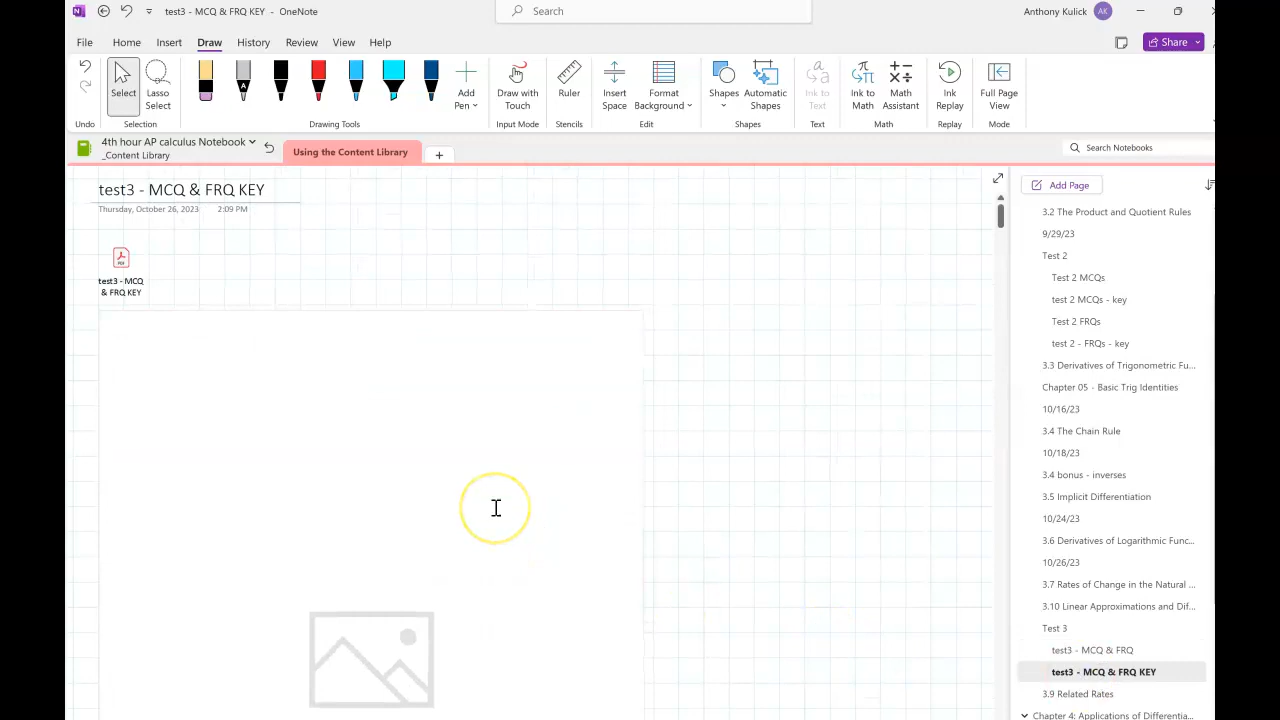 test3 - MCQ & FRQ KEY - OneNote
Search
Anthony Kulick
AK
File
Home
Insert
Draw
History
Review
View
Help
Share
Select
Lasso
Select
A
Add
Pen
Draw with
Touch
Ruler
Insert
Space
Format
Background
Shapes
Automatic
Shapes
Ink to
Text
Ink to
Math
Math
Assistant
Ink
Replay
Full Page
View
Undo
Selection
Drawing Tools
Input Mode
Stencils
Edit
Shapes
Text
Math
Replay
Mode
4th hour AP calculus Notebook
_Content Library
Using the Content Library
Search Notebooks
test3 - MCQ & FRQ KEY
Thursday, October 26, 2023 2:09 PM
PDF
test3 - MCQ
& FRQ KEY
Add Page
3.2 The Product and Quotient Rules
9/29/23
Test 2
Test 2 MCQs
test 2 MCQs - key
Test 2 FRQs
test 2 - FRQs - key
3.3 Derivatives of Trigonometric Fu...
Chapter 05 - Basic Trig Identities
10/16/23
3.4 The Chain Rule
10/18/23
3.4 bonus - inverses
3.5 Implicit Differentiation
10/24/23
3.6 Derivatives of Logarithmic Func...
10/26/23
3.7 Rates of Change in the Natural ...
3.10 Linear Approximations and Dif...
Test 3
test3 - MCQ & FRQ
test3 - MCQ & FRQ KEY
3.9 Related Rates
Chapter 4: Applications of Differentia...